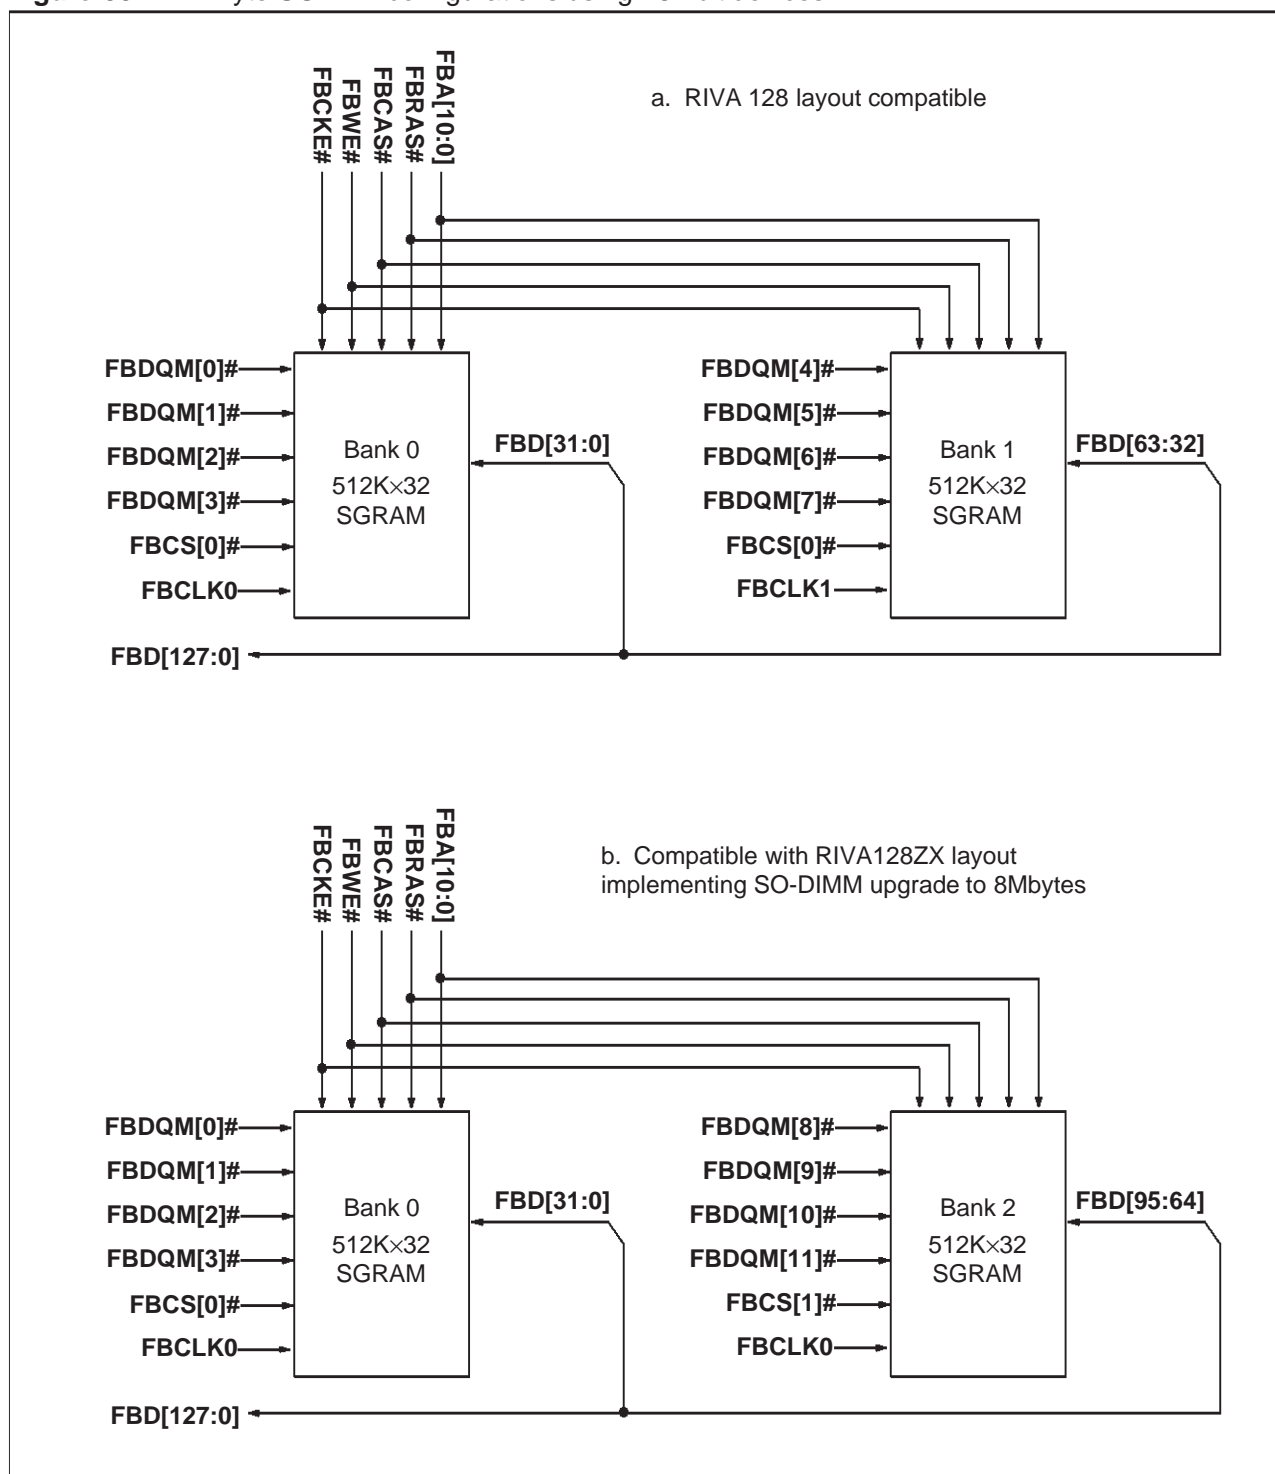 FBCKE#
FBWE#
FBCAS#
FBRAS#
FBA[10:0]
a. RIVA 128 layout compatible
FBDQM[0]#
FBDQM[1]#
FBDQM[2]#
FBDQM[3]#
FBCS[0]#
FBCLK0
Bank 0
512K×32
SGRAM
FBD[31:0]
FBDQM[4]#
FBDQM[5]#
FBDQM[6]#
FBDQM[7]#
FBCS[0]#
FBCLK1
Bank 1
512K×32
SGRAM
FBD[63:32]
FBD[127:0]
FBCKE#
FBWE#
FBCAS#
FBRAS#
FBA[10:0]
b. Compatible with RIVA128ZX layout
implementing SO-DIMM upgrade to 8Mbytes
FBDQM[0]#
FBDQM[1]#
FBDQM[2]#
FBDQM[3]#
FBCS[0]#
FBCLK0
Bank 0
512K×32
SGRAM
FBD[31:0]
FBDQM[8]#
FBDQM[9]#
FBDQM[10]#
FBDQM[11]#
FBCS[1]#
FBCLK0
Bank 2
512K×32
SGRAM
FBD[95:64]
FBD[127:0]